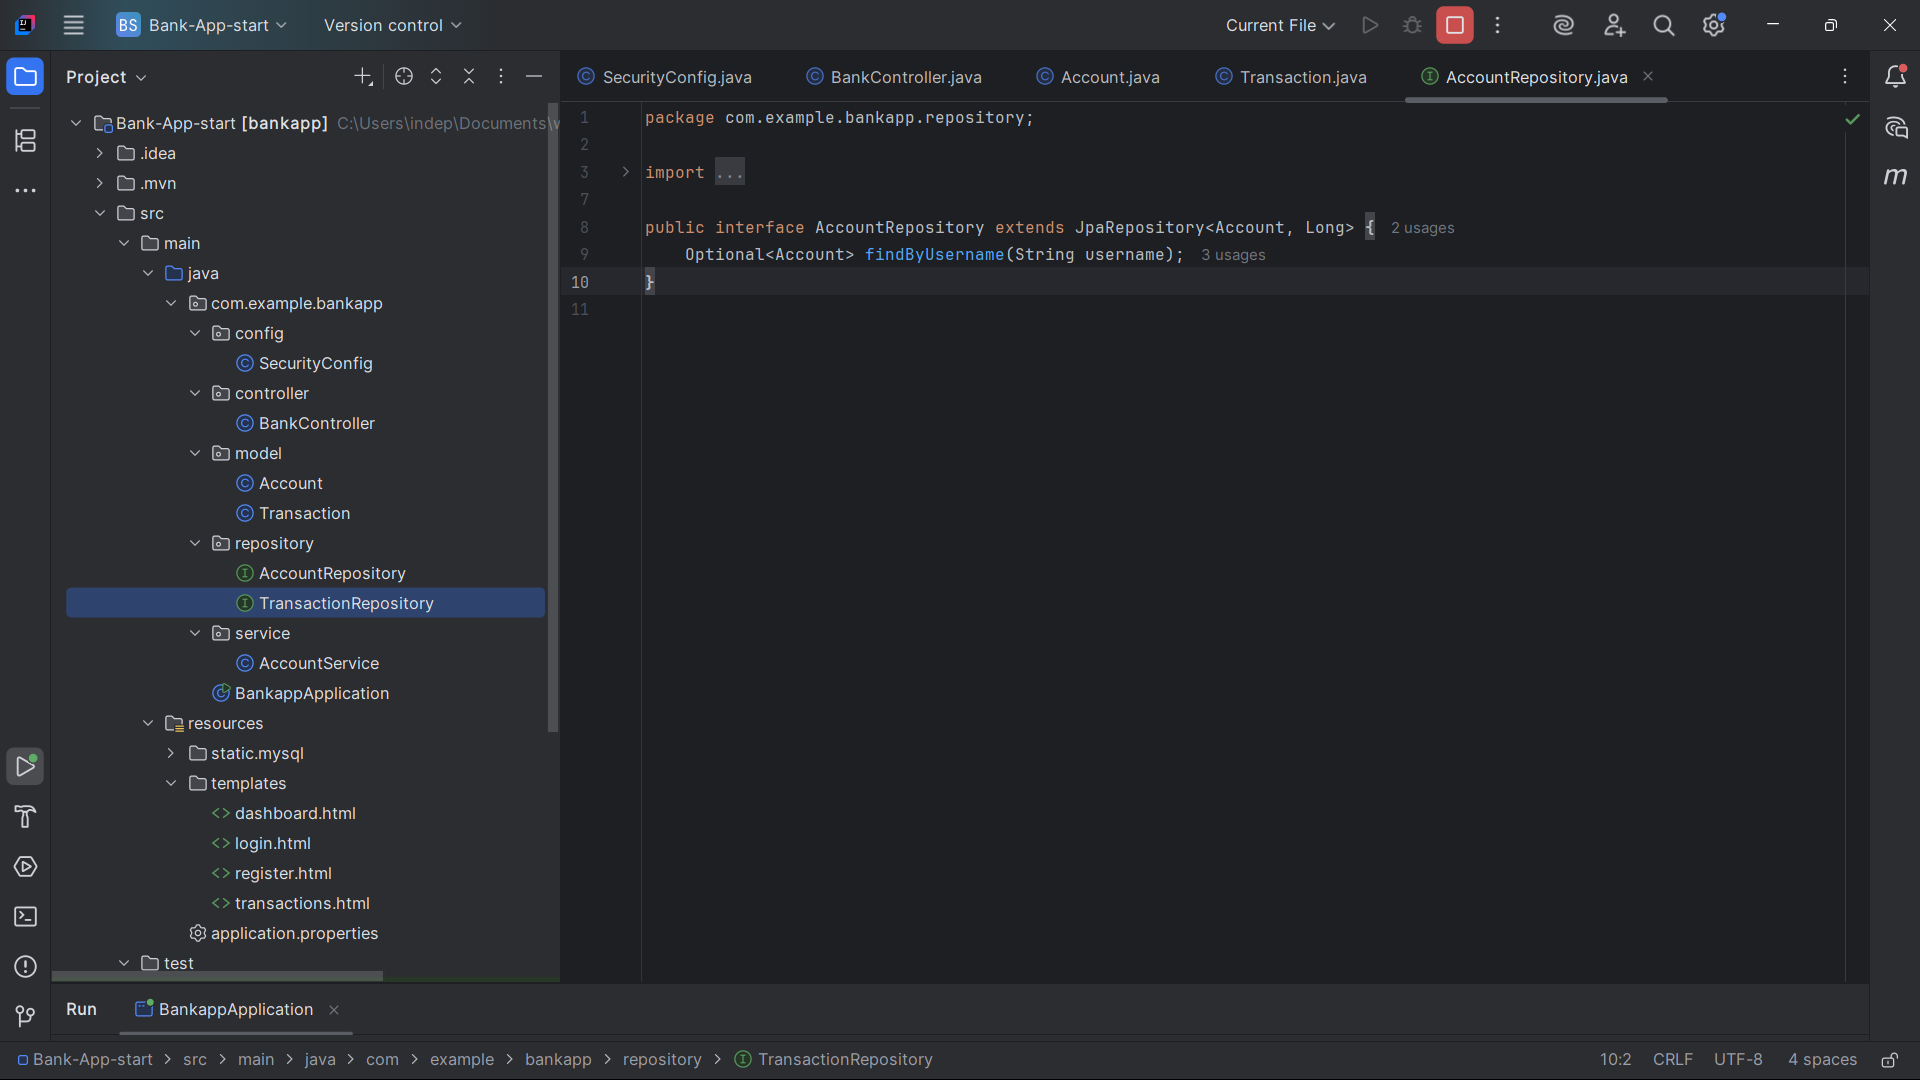 BS Bank-App-start Version control Current File
Project
SecurityConfig.java BankController.java Account.java Transaction.java AccountRepository.java
Bank-App-start [bankapp] C:\Users\indep\Documents\
.idea
.mvn
src
main
java
com.example.bankapp
config
SecurityConfig
controller
BankController
model
Account
Transaction
repository
AccountRepository
TransactionRepository
service
AccountService
BankappApplication
resources
static.mysql
templates
dashboard.html
login.html
register.html
transactions.html
application.properties
test
1 package com.example.bankapp.repository;
2
3 import ...
7
8 public interface AccountRepository extends JpaRepository<Account, Long> { 2 usages
9 Optional<Account> findByUsername(String username); 3 usages
10 }
11
m
Run BankappApplication
Bank-App-start > src > main > java > com > example > bankapp > repository > TransactionRepository 10:2 CRLF UTF-8 4 spaces